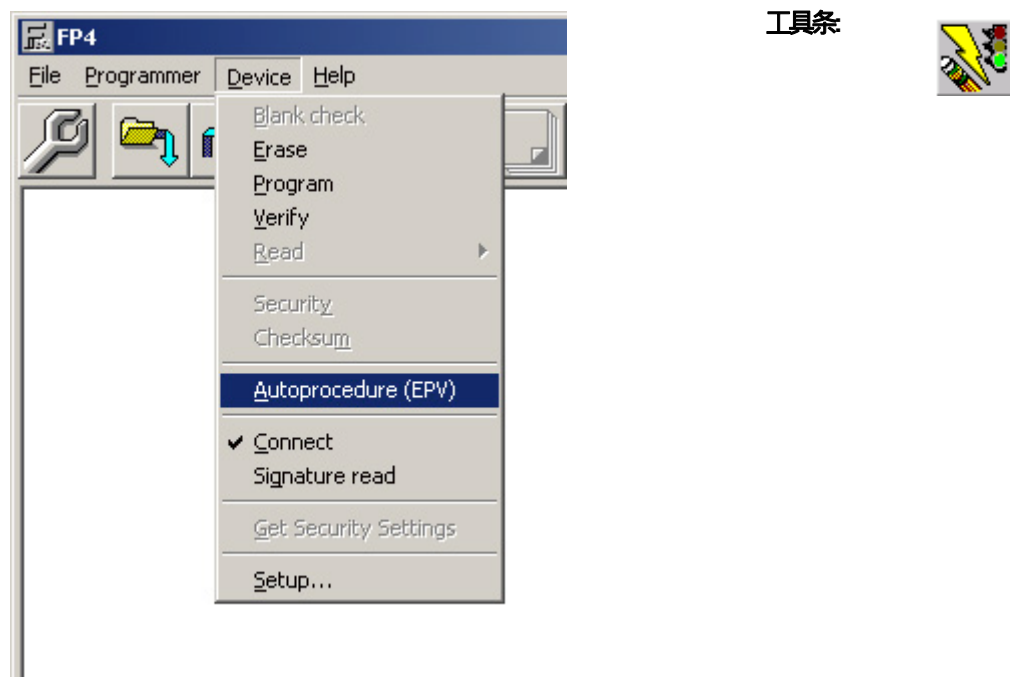 FP4
File Programmer Device Help
Blank check
Erase
Program
Verify
Read
Security
Checksum
Autoprocedure (EPV)
Connect
Signature read
Get Security Settings
Setup...
工具条: